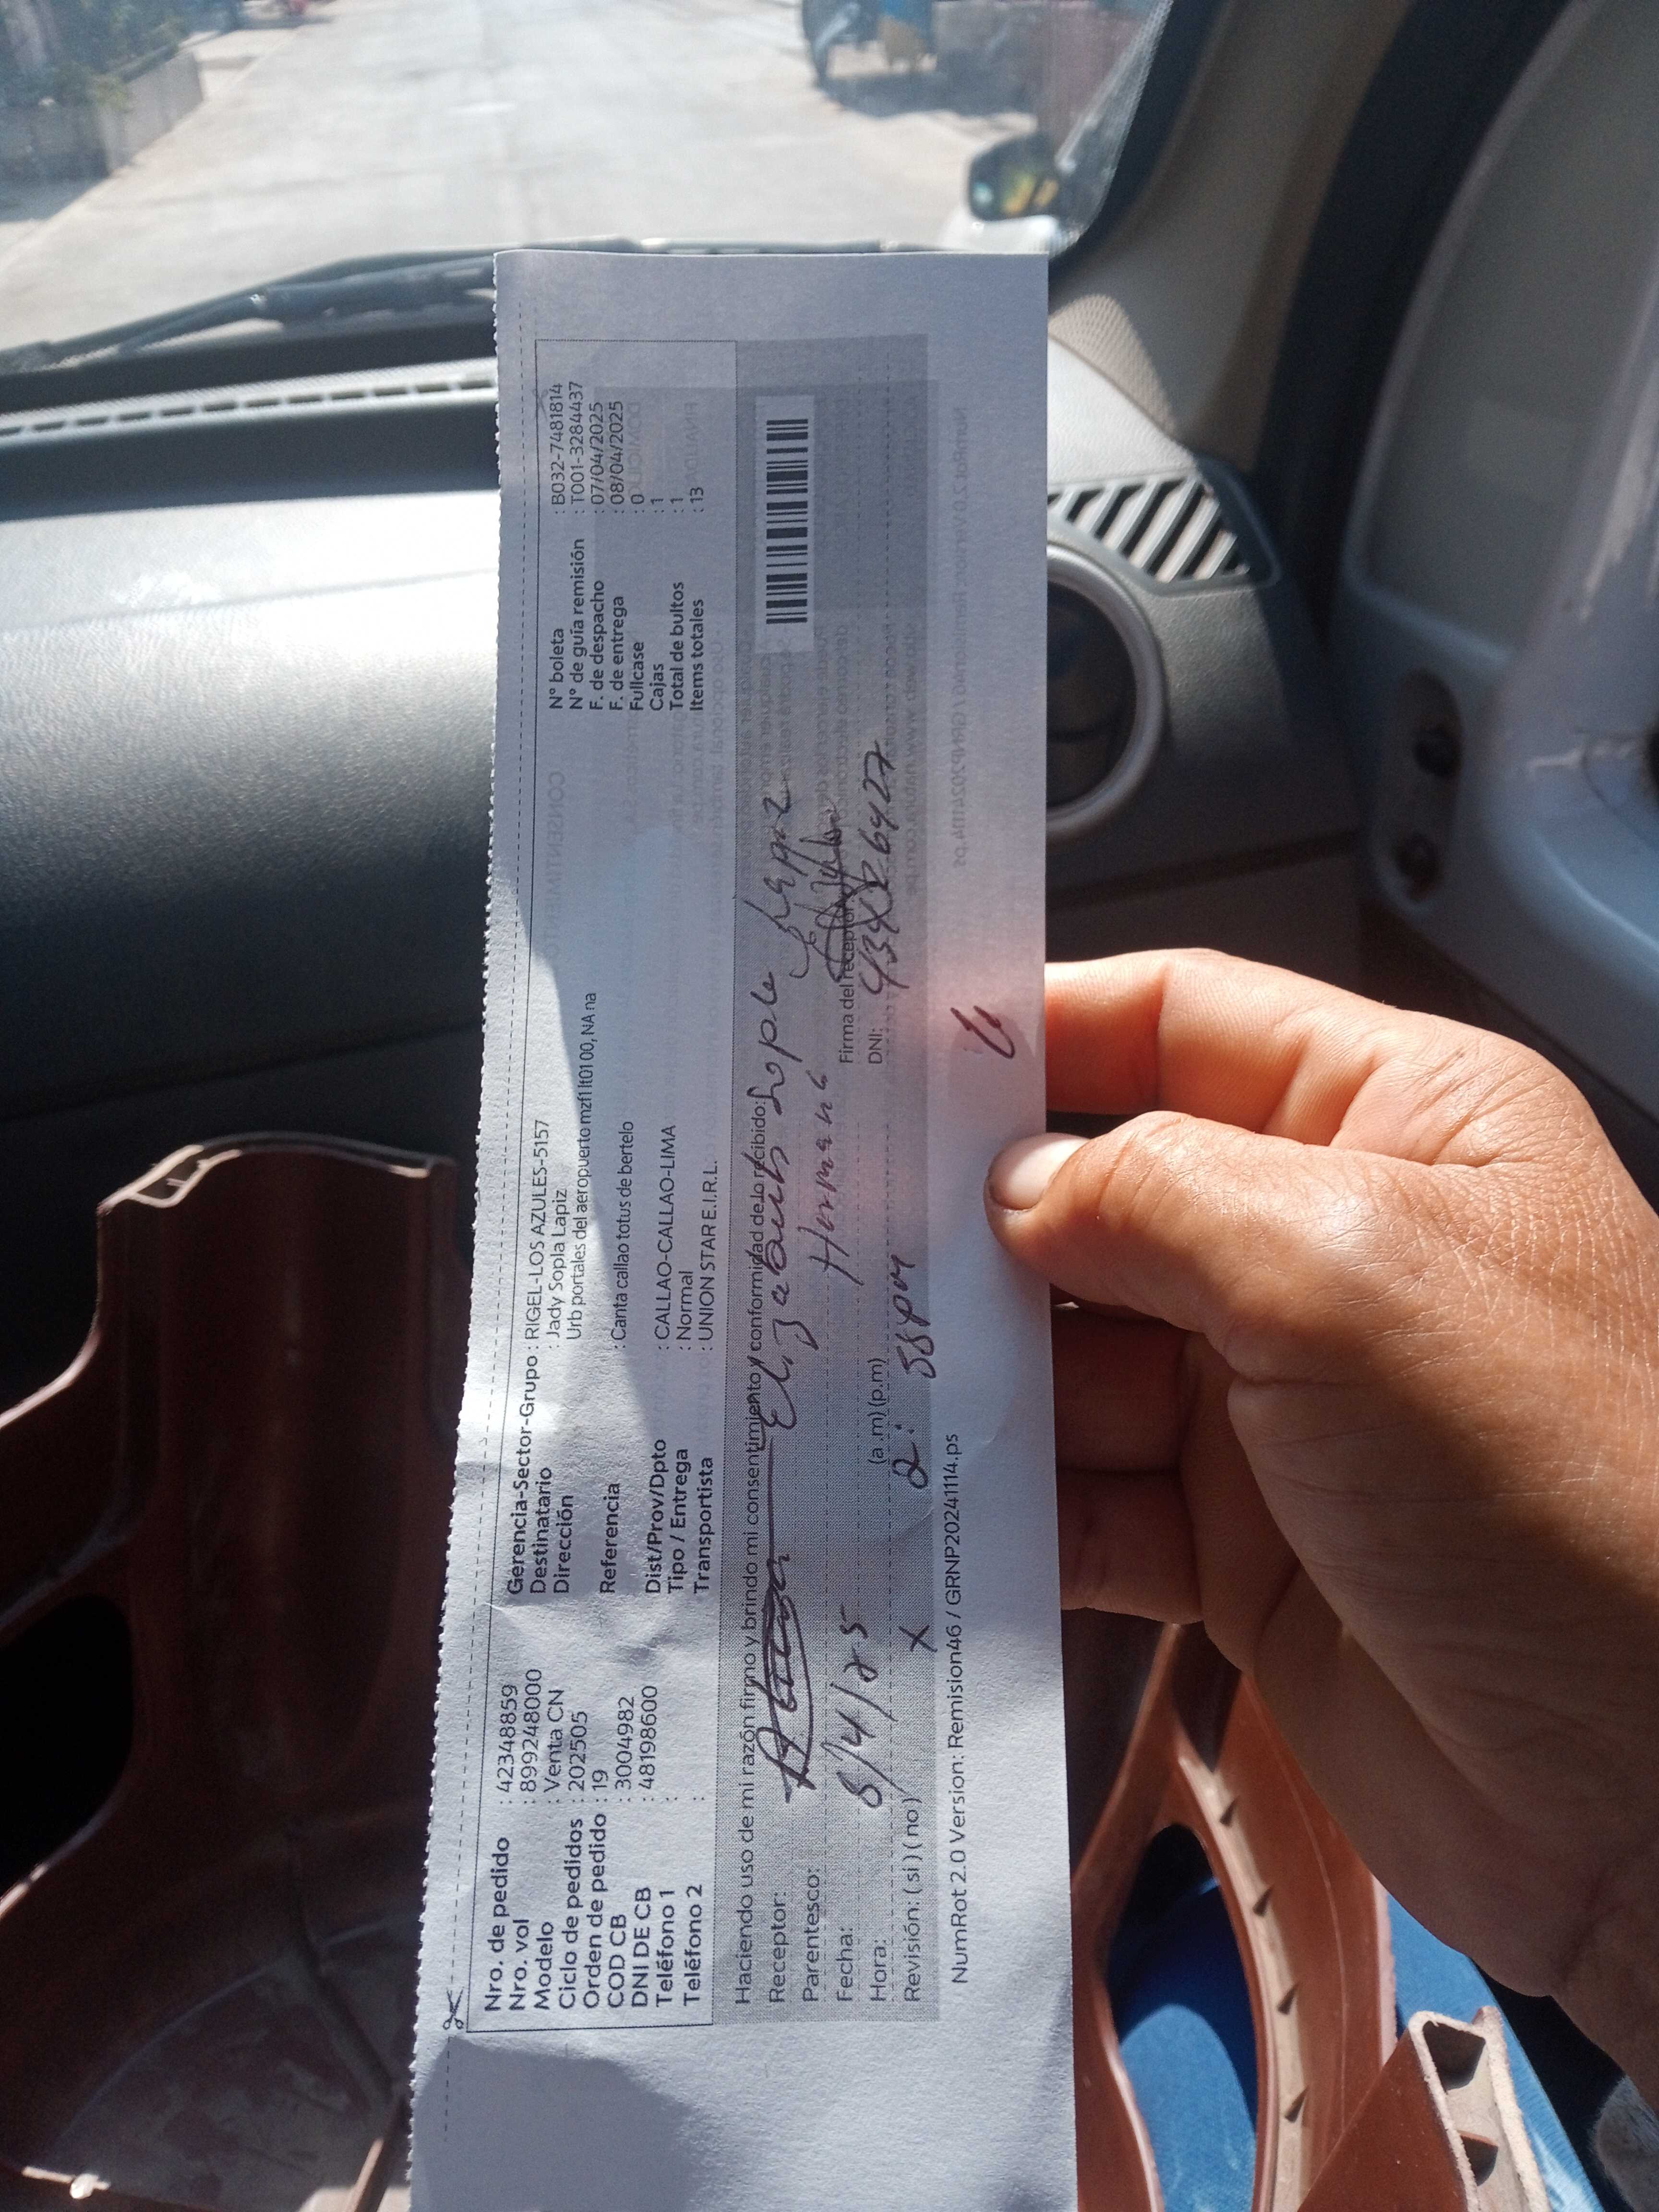 Nro. de pedido : 42348859
Nro. vol : 899248000
Modelo : Venta CN
Ciclo de pedidos : 202505
Orden de pedido : 19
COD CB : 3004982
DNI DE CB : 48198600
Teléfono 1 :
Teléfono 2 :
Gerencia-Sector-Grupo : RIGEL-LOS AZULES-5157
Destinatario : Jady Sopla Lapiz
Dirección : Urb portales del aeropuerto mzf1 lt0100, NA na
Referencia : Canta callao totus de bertelo
Dist/Prov/Dpto : CALLAO-CALLAO-LIMA
Tipo / Entrega : Normal
Transportista : UNION STAR E.I.R.L.
N° boleta : B032-7481814
N° de guía remisión : T001-3284437
F. de despacho : 07/04/2025
F. de entrega : 08/04/2025
Fullcase : 0
Cajas : 1
Total de bultos : 1
Items totales : 13
Haciendo uso de mi razón firmo y brindo mi consentimiento y conformidad de lo recibido:
Receptor: Elizabeth Sopla Lapiz
Parentesco: Hermana
Fecha: 8/4/25
Firma del receptor
Hora: (a.m) (p.m) 2:58pm
DNI:
Revisión: ( si ) ( no ) X
NumRot 2.0 Version: Remision46 / GRNP20241114.ps